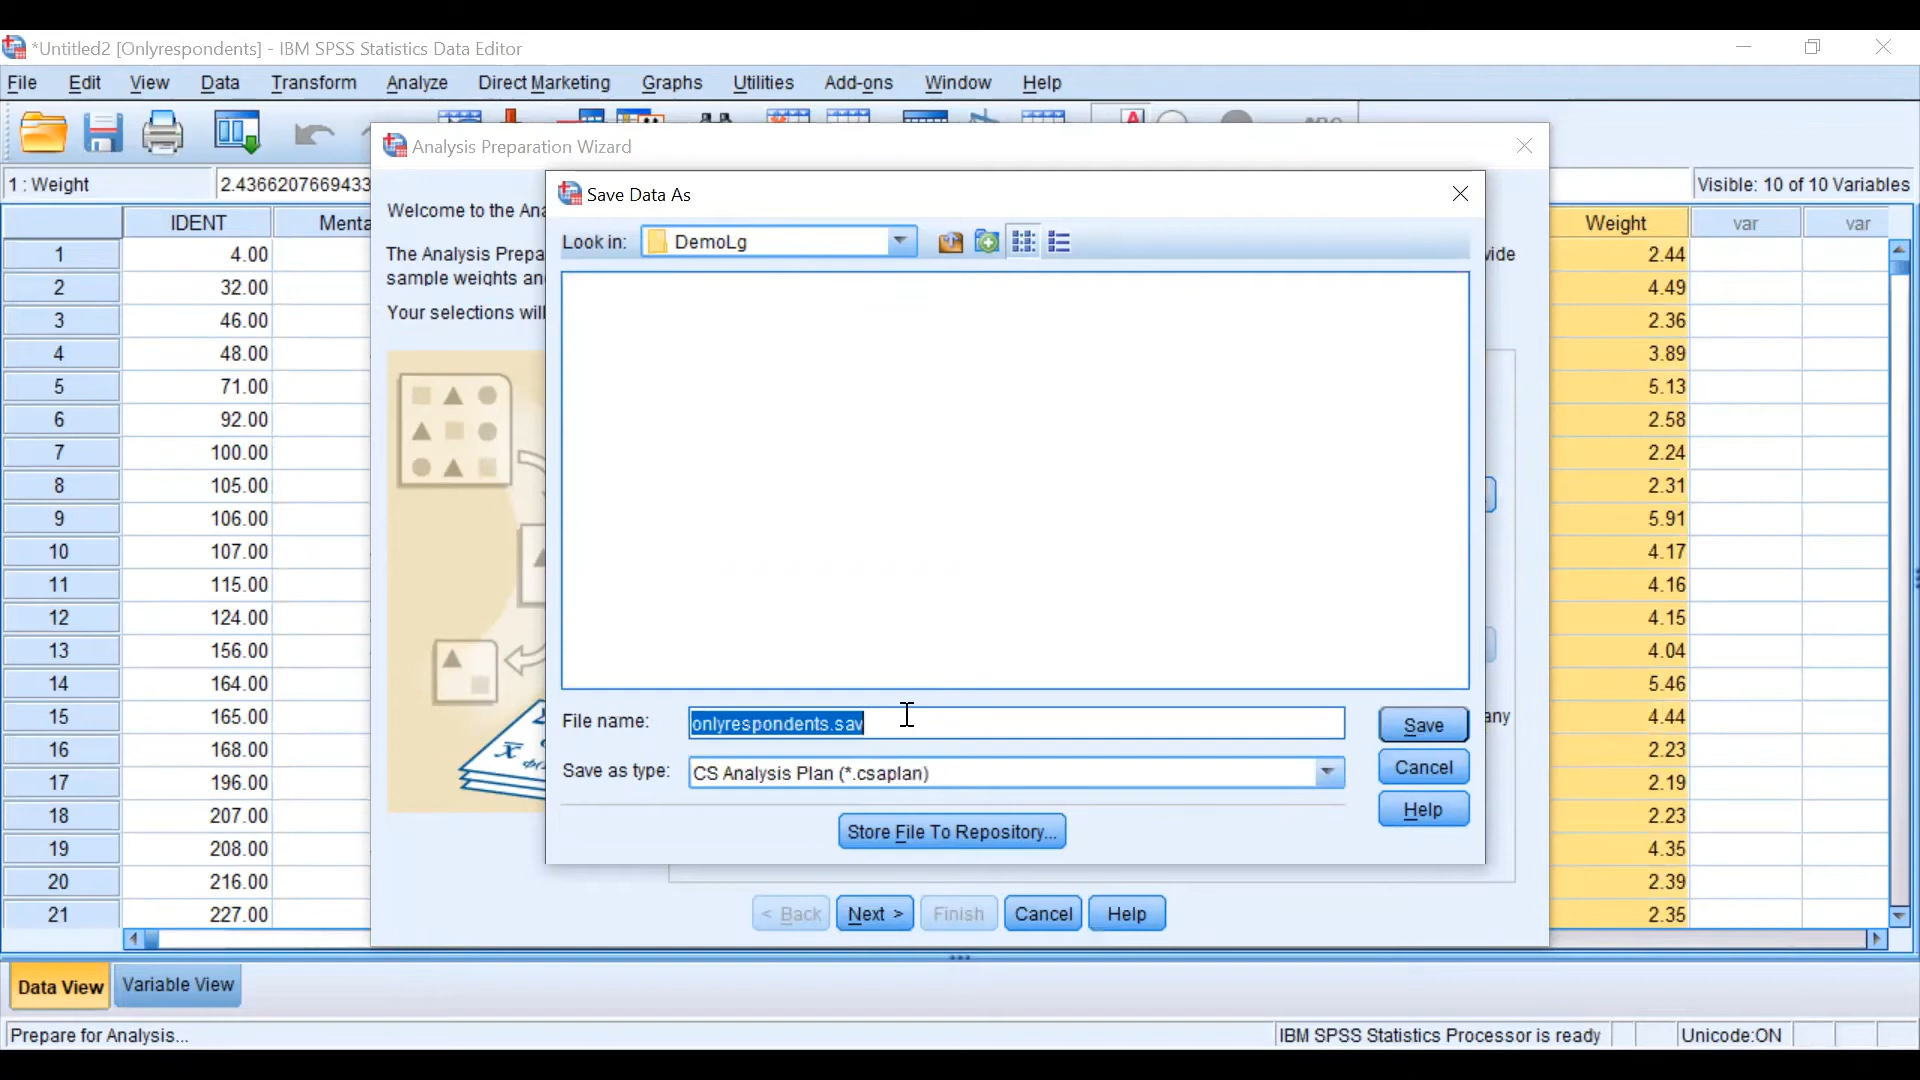 *Untitled2 [Onlyrespondents] - IBM SPSS Statistics Data Editor
File Edit View Data Transform Analyze Direct Marketing Graphs Utilities Add-ons Window Help
A
Analysis Preparation Wizard
1 : Weight 2.4366207669433 Visible: 10 of 10 Variables
Save Data As
Welcome to the
IDENT Weight var var
Look in: DemoLg
1 4.00 2.44
The Analysis
sample weights
2 32.00 4.49
Your selections will
3 46.00 2.36
4 48.00 3.89
5 71.00 5.13
6 92.00 2.58
7 100.00 2.24
8 105.00 2.31
9 106.00 5.91
10 107.00 4.17
11 115.00 4.16
12 124.00 4.15
13 156.00 4.04
14 164.00 5.46
15 165.00 4.44
File name: onlyrespondents.sav Save
16 168.00 2.23
Save as type: CS Analysis Plan (*.csaplan) Cancel
17 196.00 2.19
Help
18 207.00 2.23
Store File To Repository...
19 208.00 4.35
20 216.00 2.39
21 227.00 2.35
< Back Next > Finish Cancel Help
Data View Variable View
Prepare for Analysis... IBM SPSS Statistics Processor is ready Unicode:ON